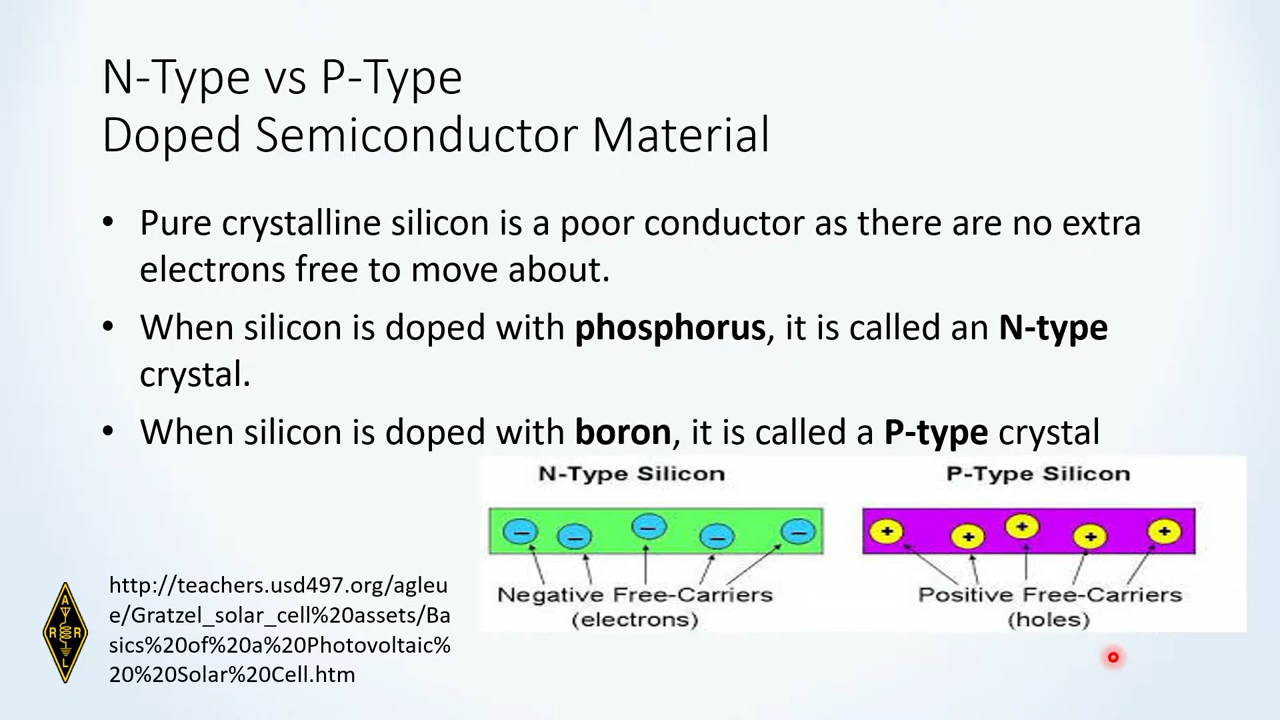 N-Type vs P-Type
Doped Semiconductor Material
• Pure crystalline silicon is a poor conductor as there are no extra
electrons free to move about.
• When silicon is doped with phosphorus, it is called an N-type
crystal.
• When silicon is doped with boron, it is called a P-type crystal
N-Type Silicon
− − − − −
Negative Free-Carriers
(electrons)
P-Type Silicon
+ + + + +
Positive Free-Carriers
(holes)
A
R R
L
http://teachers.usd497.org/agleu
e/Gratzel_solar_cell%20assets/Ba
sics%20of%20a%20Photovoltaic%
20%20Solar%20Cell.htm